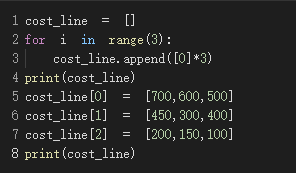 1 cost_line = []
2 for i in range(3):
3     cost_line.append([0]*3)
4 print(cost_line)
5 cost_line[0] = [700,600,500]
6 cost_line[1] = [450,300,400]
7 cost_line[2] = [200,150,100]
8 print(cost_line)